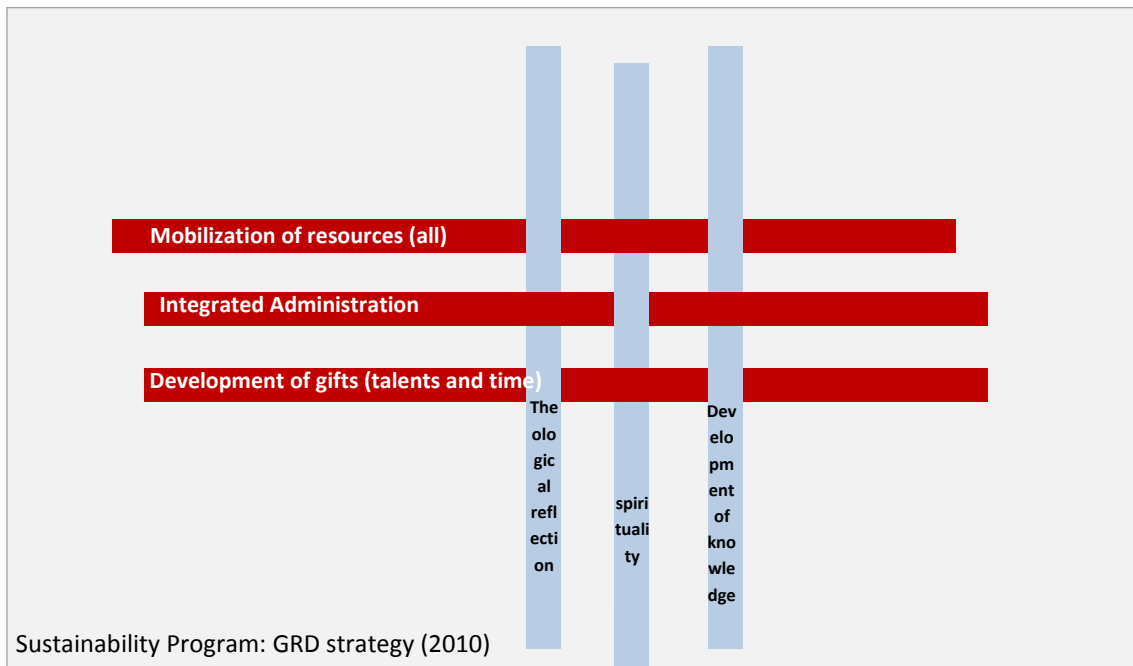 Mobilization of resources (all)
Integrated Administration
Development of gifts (talents and time)
The
olo
gic
al
refl
ecti
on
spiri
tuali
ty
Dev
elo
pm
ent
of
kno
wle
dge
Sustainability Program: GRD strategy (2010)